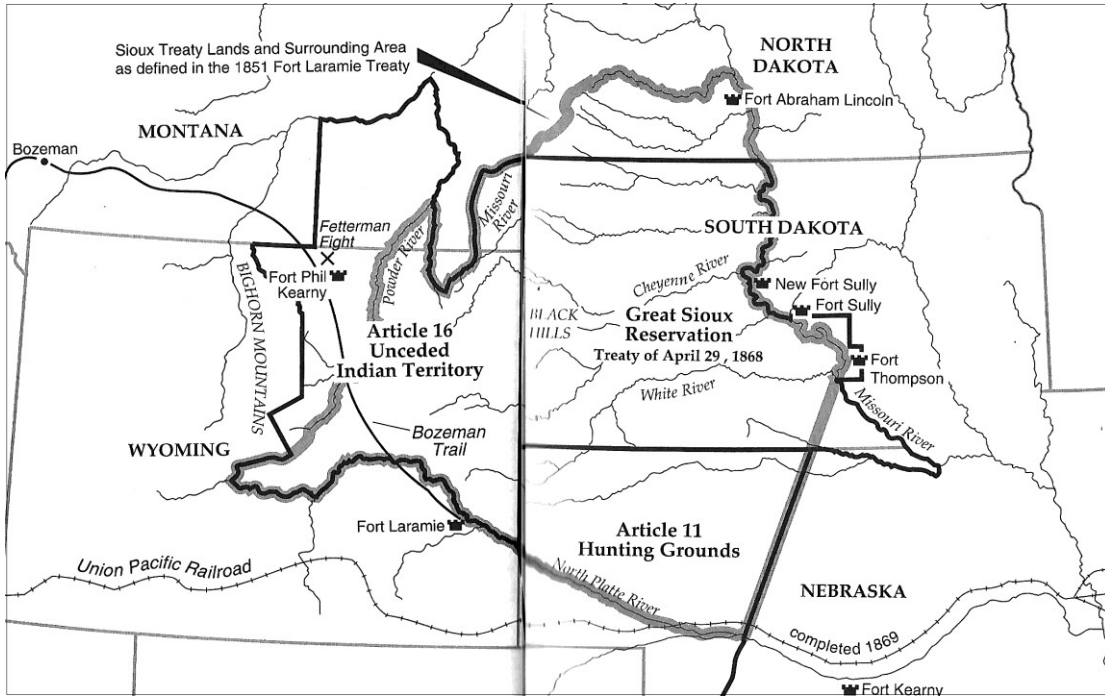 Sioux Treaty Lands and Surrounding Area
as defined in the 1851 Fort Laramie Treaty
NORTH
DAKOTA
Fort Abraham Lincoln
MONTANA
Bozeman
Missouri
River
Fetterman
Fight
Powder River
SOUTH DAKOTA
Fort Phil
Kearny
BIGHORN MOUNTAINS
Cheyenne River
New Fort Sully
Fort Sully
BLACK
HILLS
Great Sioux
Reservation
Treaty of April 29, 1868
Article 16
Unceded
Indian Territory
Fort
Thompson
White River
Missouri River
Bozeman
Trail
WYOMING
Fort Laramie
Article 11
Hunting Grounds
Union Pacific Railroad
North Platte River
NEBRASKA
completed 1869
Fort Kearny